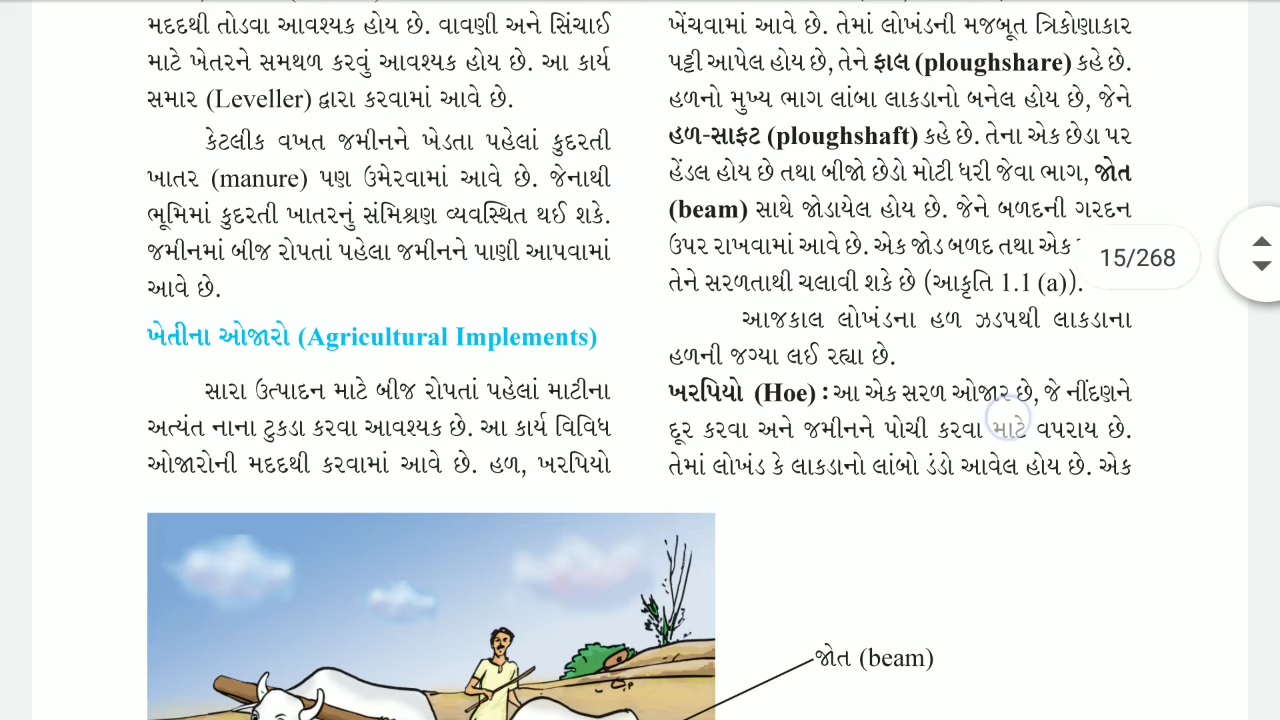 મદદથી તોડવા આવશ્યક હોય છે. વાવણી અને સિંચાઈ
માટે ખેતરને સમથળ કરવું આવશ્યક હોય છે. આ કાર્ય
સમાર (Leveller) દ્વારા કરવામાં આવે છે.
કેટલીક વખત જમીનને ખેડતા પહેલાં કુદરતી
ખાતર (manure) પણ ઉમેરવામાં આવે છે. જેનાથી
ભૂમિમાં કુદરતી ખાતરનું સંમિશ્રણ વ્યવસ્થિત થઈ શકે.
જમીનમાં બીજ રોપતાં પહેલા જમીનને પાણી આપવામાં
આવે છે.
ખેતીના ઓજારો (Agricultural Implements)
સારા ઉત્પાદન માટે બીજ રોપતાં પહેલાં માટીના
અત્યંત નાના ટુકડા કરવા આવશ્યક છે. આ કાર્ય વિવિધ
ઓજારોની મદદથી કરવામાં આવે છે. હળ, ખરપિયો
ખેંચવામાં આવે છે. તેમાં લોખંડની મજબૂત ત્રિકોણાકાર
પટ્ટી આપેલ હોય છે, તેને ફાલ (ploughshare) કહે છે.
હળનો મુખ્ય ભાગ લાંબા લાકડાનો બનેલ હોય છે, જેને
હળ-સાફ્ટ (ploughshaft) કહે છે. તેના એક છેડા પર
હેંડલ હોય છે તથા બીજો છેડો મોટી ધરી જેવા ભાગ, જોત
(beam) સાથે જોડાયેલ હોય છે. જેને બળદની ગરદન
ઉપર રાખવામાં આવે છે. એક જોડ બળદ તથા એક
તેને સરળતાથી ચલાવી શકે છે (આકૃતિ 1.1 (a)).
આજકાલ લોખંડના હળ ઝડપથી લાકડાના
હળની જગ્યા લઈ રહ્યા છે.
ખરપિયો (Hoe) : આ એક સરળ ઓજાર છે, જે નીંદણને
દૂર કરવા અને જમીનને પોચી કરવા માટે વપરાય છે.
તેમાં લોખંડ કે લાકડાનો લાંબો ડંડો આવેલ હોય છે. એક
15/268
જોત (beam)